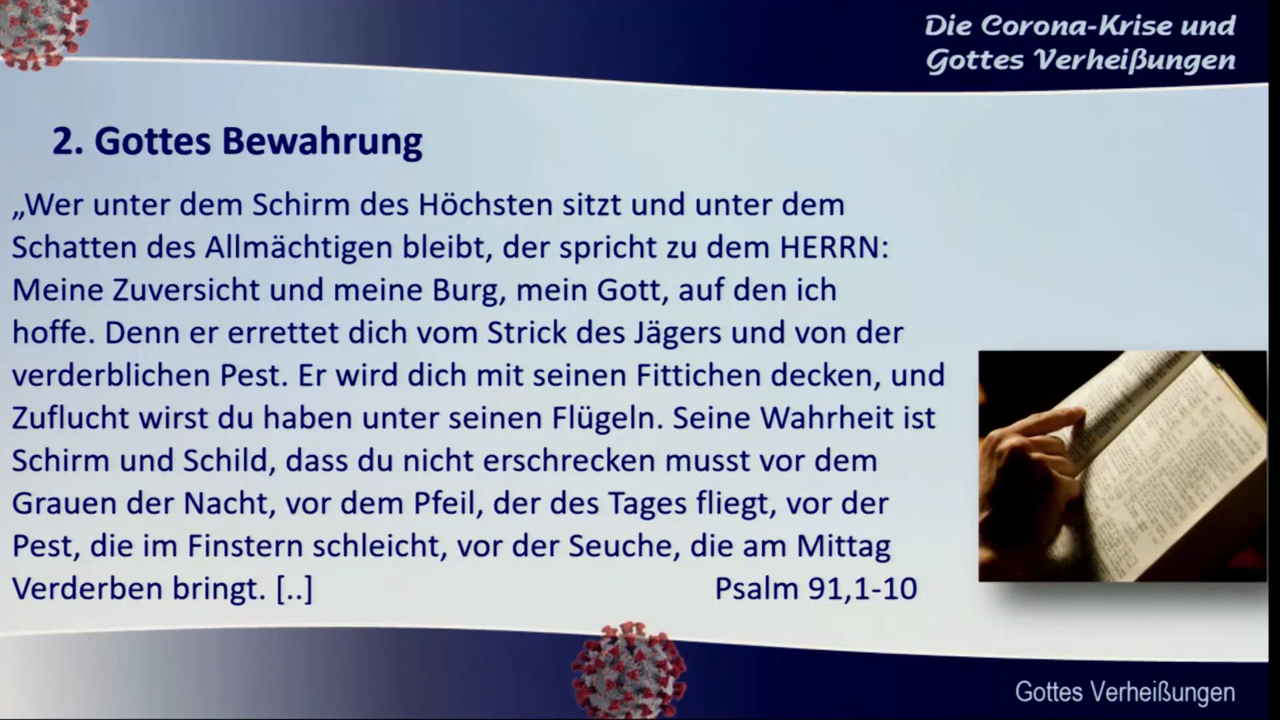 Die Corona-Krise und
Gottes Verheißungen
2. Gottes Bewahrung
„Wer unter dem Schirm des Höchsten sitzt und unter dem
Schatten des Allmächtigen bleibt, der spricht zu dem HERRN:
Meine Zuversicht und meine Burg, mein Gott, auf den ich
hoffe. Denn er errettet dich vom Strick des Jägers und von der
verderblichen Pest. Er wird dich mit seinen Fittichen decken, und
Zuflucht wirst du haben unter seinen Flügeln. Seine Wahrheit ist
Schirm und Schild, dass du nicht erschrecken musst vor dem
Grauen der Nacht, vor dem Pfeil, der des Tages fliegt, vor der
Pest, die im Finstern schleicht, vor der Seuche, die am Mittag
Verderben bringt. [..] Psalm 91,1-10
Gottes Verheißungen